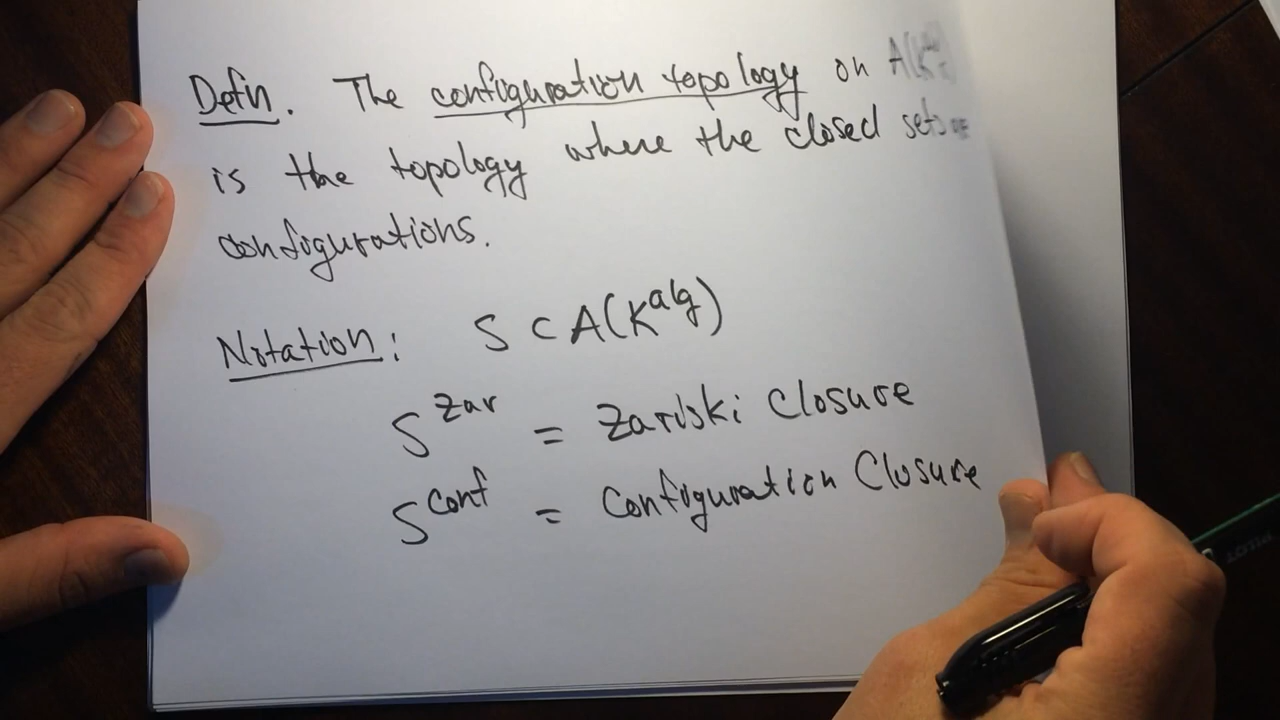 Defn. The configuration topology on
is the topology where the closed sets
configurations.
Notation: S ⊂ A(K^alg)
S^Zar = Zariski Closure
S^Conf = Configuration Closure
PILOT